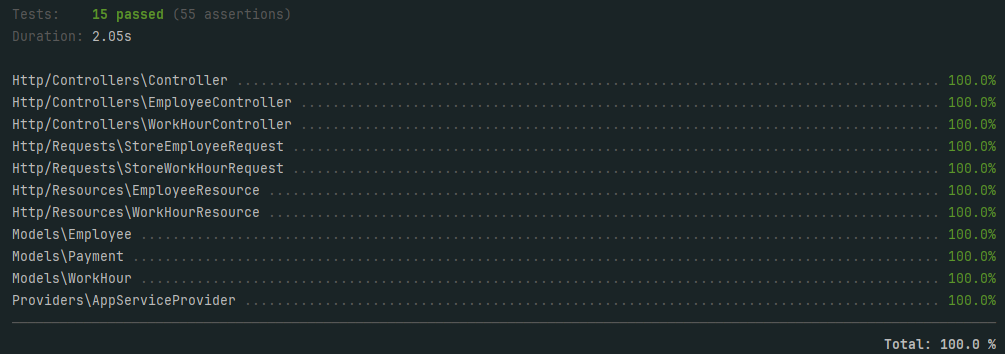 Tests:    15 passed (55 assertions)
Duration: 2.05s
Http/Controllers\Controller ........................................................................................ 100.0%
Http/Controllers\EmployeeController ................................................................................ 100.0%
Http/Controllers\WorkHourController ................................................................................ 100.0%
Http/Requests\StoreEmployeeRequest ................................................................................. 100.0%
Http/Requests\StoreWorkHourRequest ................................................................................. 100.0%
Http/Resources\EmployeeResource .................................................................................... 100.0%
Http/Resources\WorkHourResource .................................................................................... 100.0%
Models\Employee .................................................................................................... 100.0%
Models\Payment ..................................................................................................... 100.0%
Models\WorkHour .................................................................................................... 100.0%
Providers\AppServiceProvider ....................................................................................... 100.0%
Total: 100.0 %